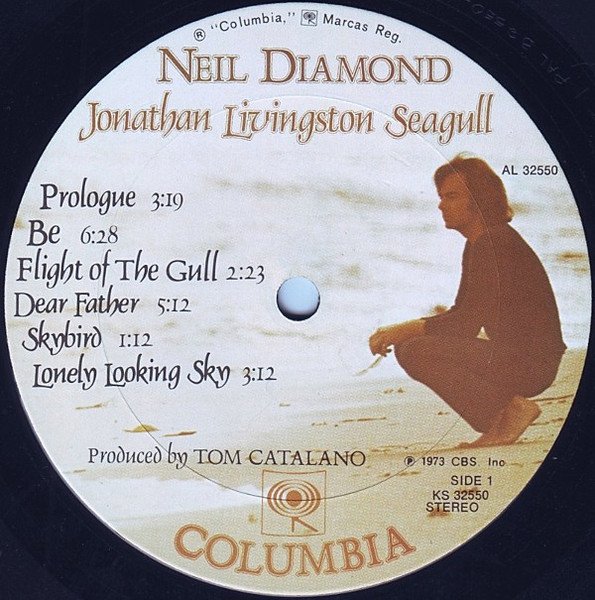 ® "Columbia," Marcas Reg.
NEIL DIAMOND
Jonathan Livingston Seagull
AL 32550
Prologue 3:19
Be 6:28
Flight of The Gull 2:23
Dear Father 5:12
Skybird 1:12
Lonely Looking Sky 3:12
Produced by TOM CATALANO
℗ 1973 CBS Inc
SIDE 1
KS 32550
STEREO
COLUMBIA